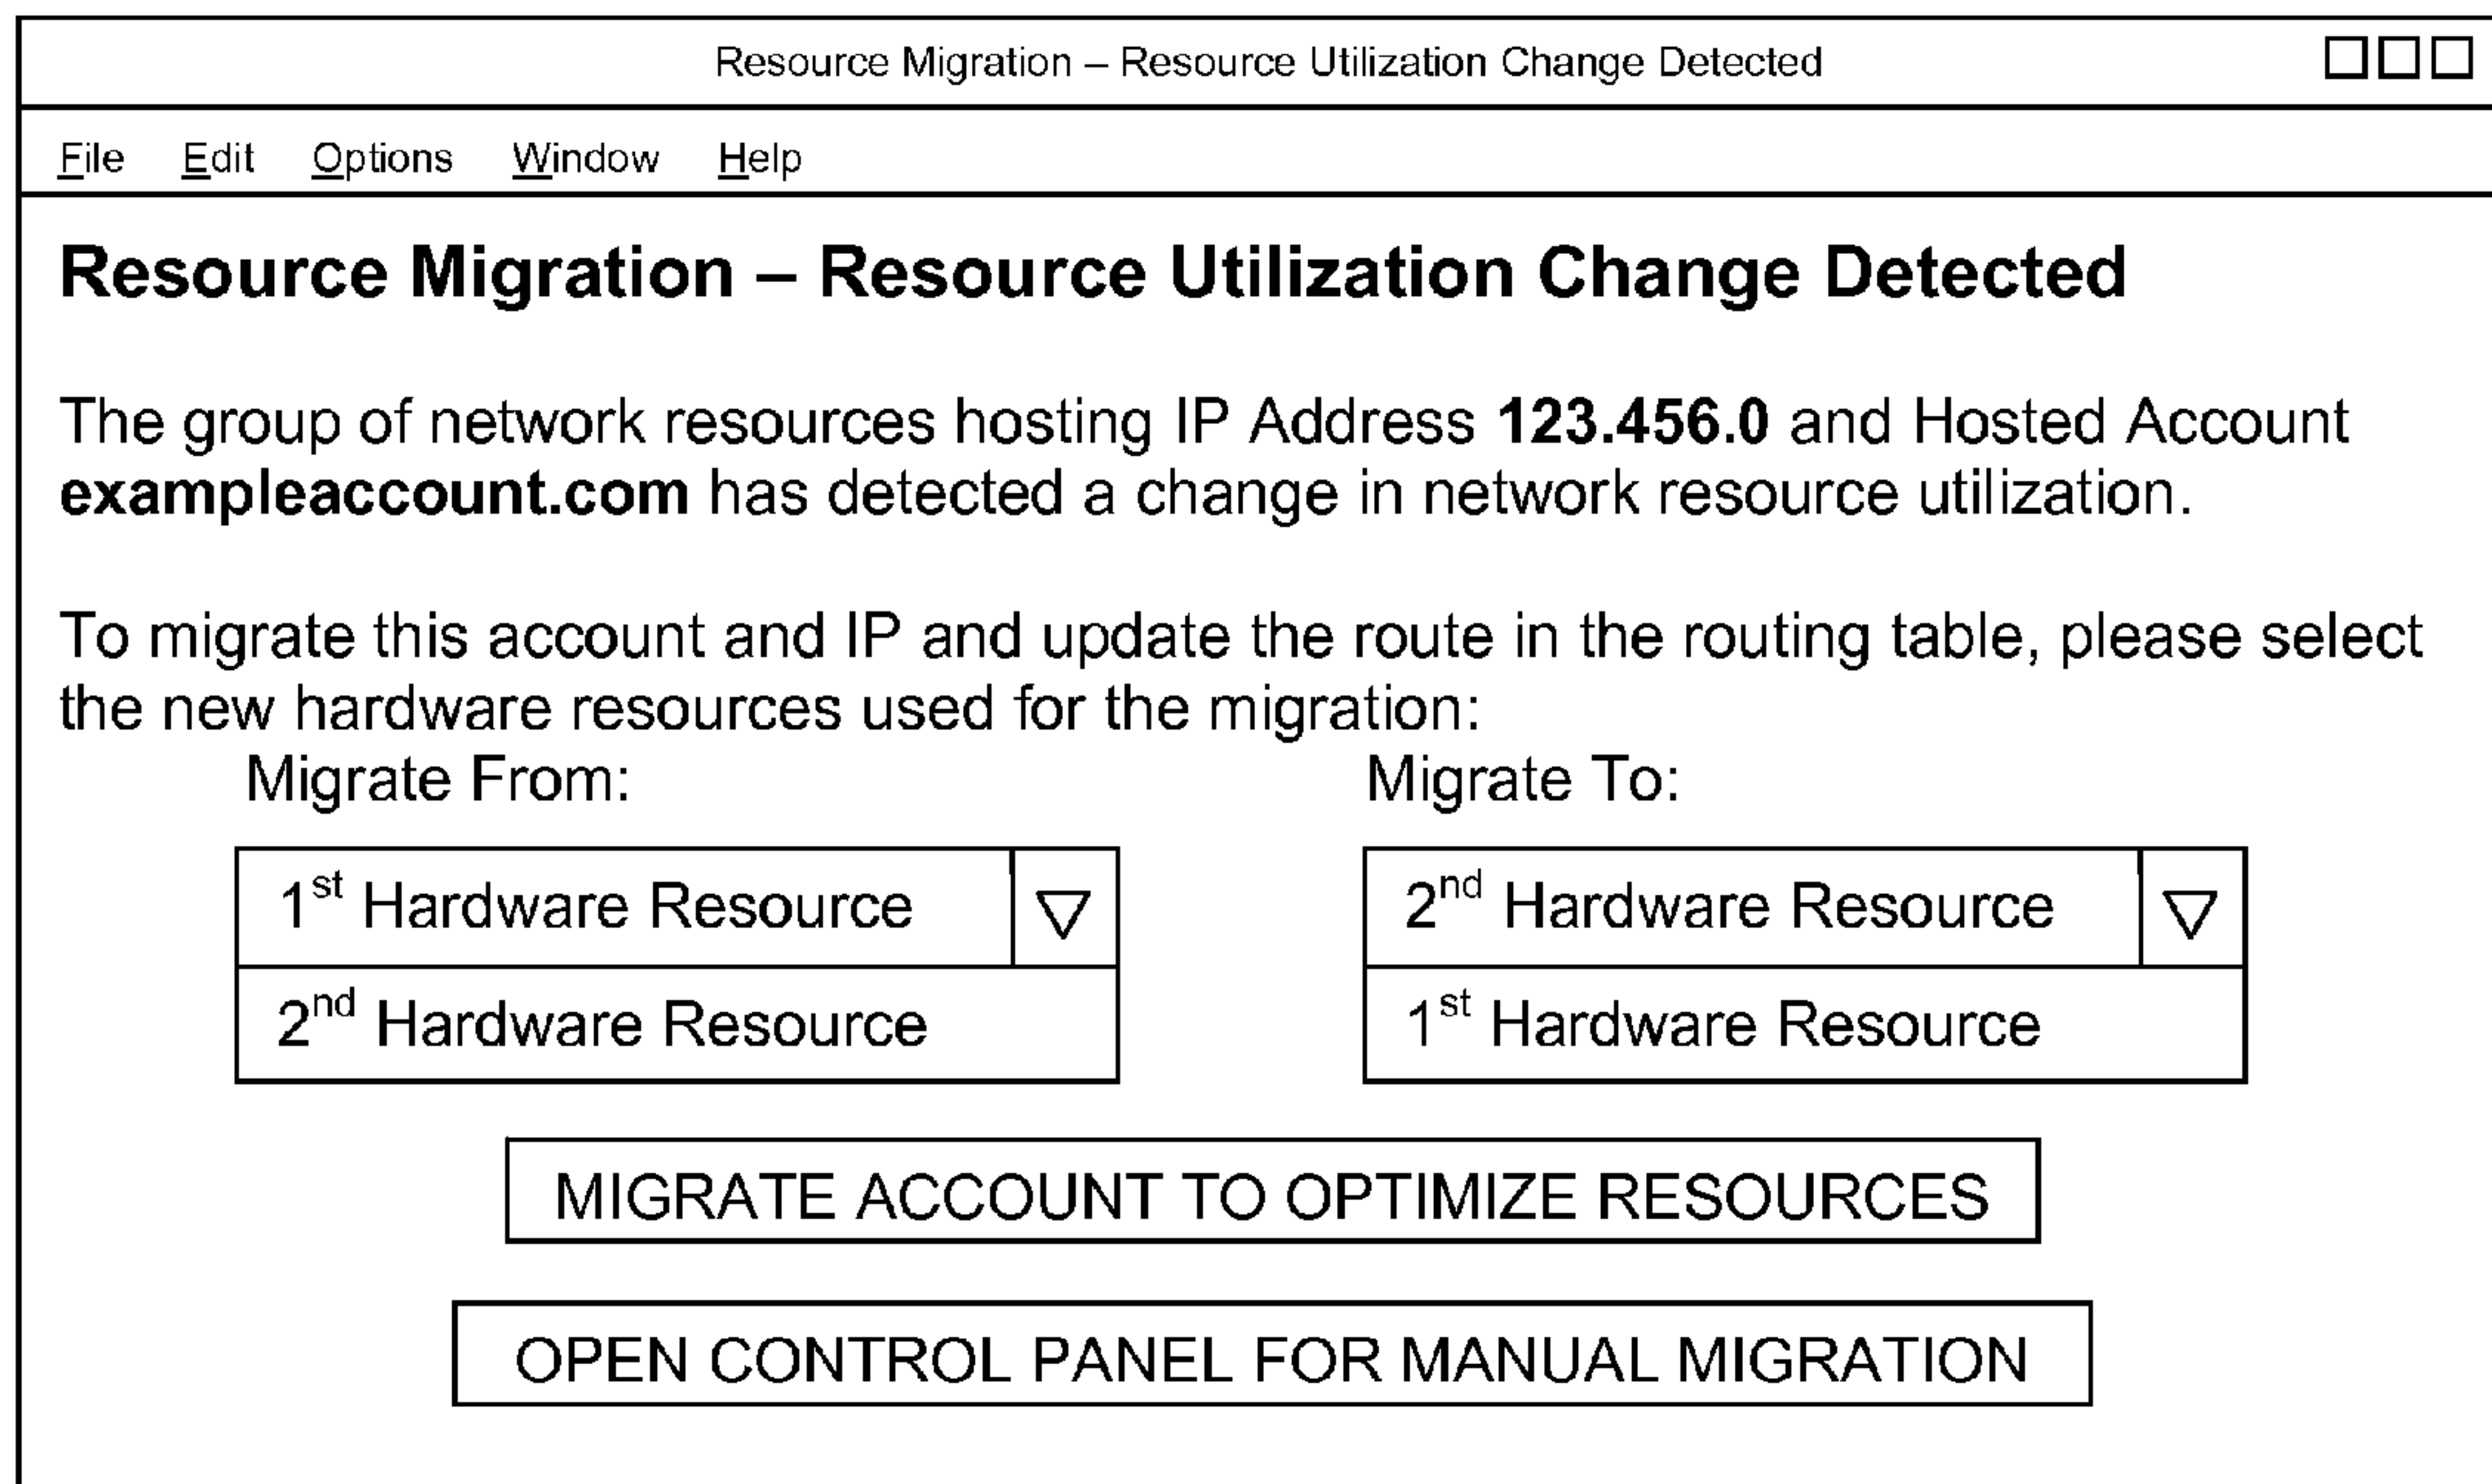 Resource Migration – Resource Utilization Change Detected
File Edit Options Window Help
Resource Migration – Resource Utilization Change Detected
The group of network resources hosting IP Address 123.456.0 and Hosted Account
exampleaccount.com has detected a change in network resource utilization.
To migrate this account and IP and update the route in the routing table, please select
the new hardware resources used for the migration:
Migrate From: Migrate To:
1st Hardware Resource 2nd Hardware Resource
2nd Hardware Resource 1st Hardware Resource
MIGRATE ACCOUNT TO OPTIMIZE RESOURCES
OPEN CONTROL PANEL FOR MANUAL MIGRATION